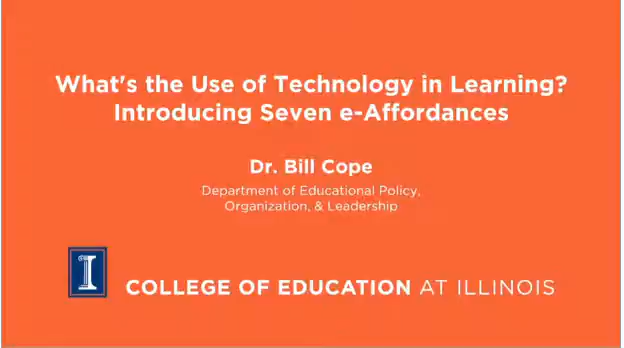 What's the Use of Technology in Learning?
Introducing Seven e-Affordances
Dr. Bill Cope
Department of Educational Policy,
Organization, & Leadership
I
COLLEGE OF EDUCATION AT ILLINOIS